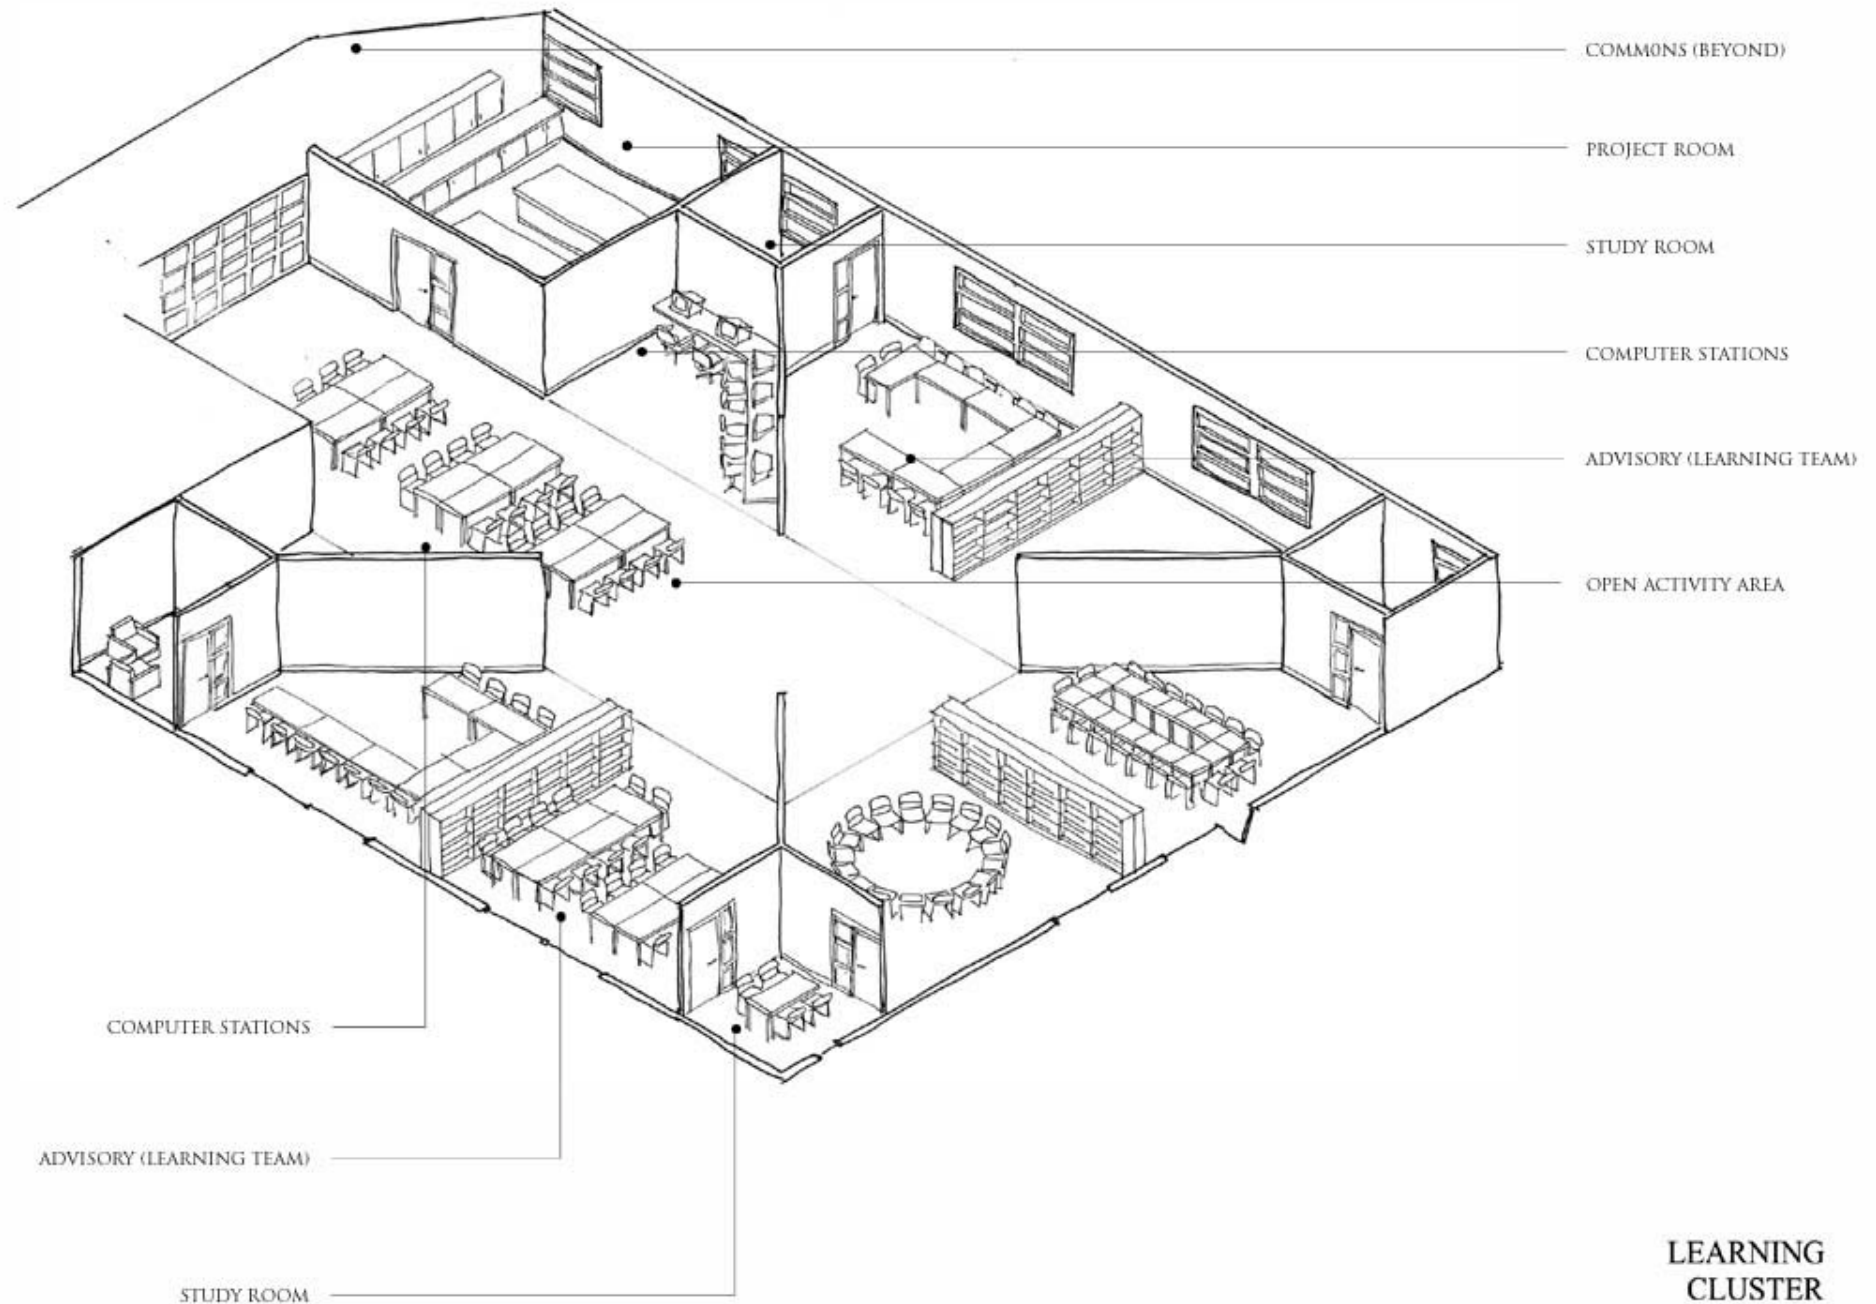 COMM0NS (BEYOND)
PROJECT ROOM
STUDY ROOM
COMPUTER STATIONS
ADVISORY (LEARNING TEAM)
OPEN ACTIVITY AREA
COMPUTER STATIONS
ADVISORY (LEARNING TEAM)
STUDY ROOM
LEARNING
CLUSTER